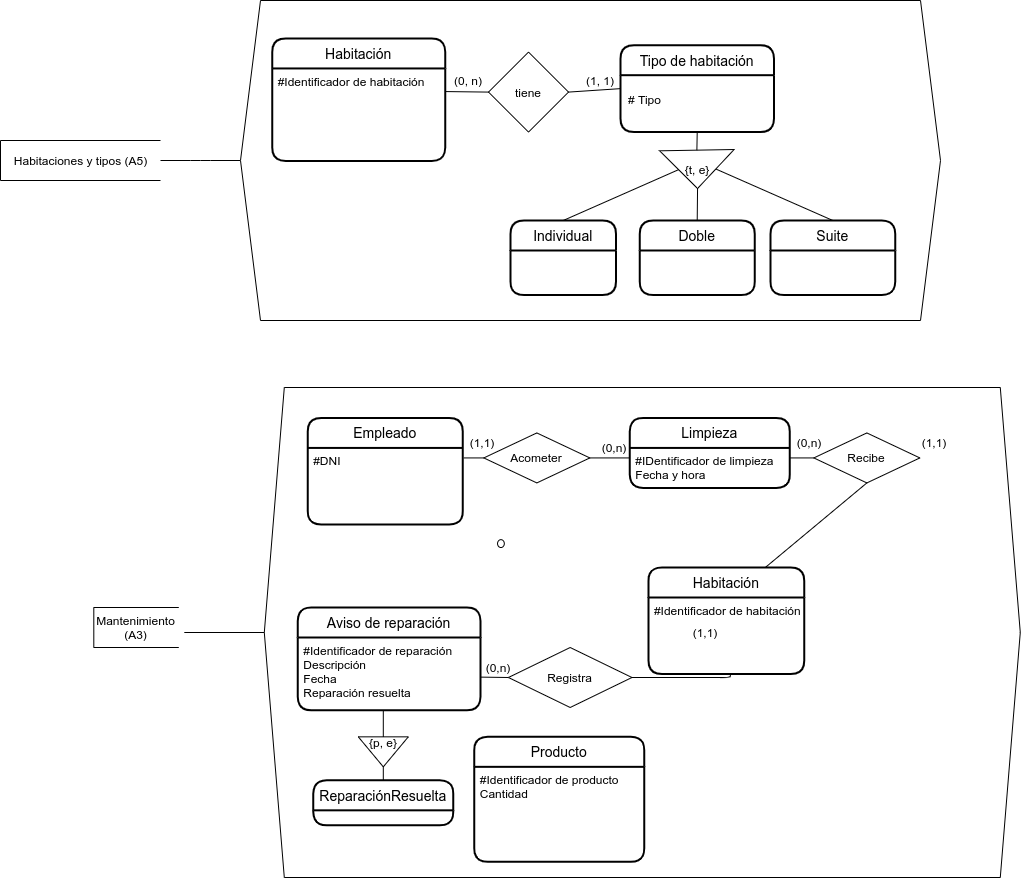 Habitación
#Identificador de habitación
(0, n)
tiene
(1, 1)
Tipo de habitación
# Tipo
Habitaciones y tipos (A5)
{t, e}
Individual
Doble
Suite
Empleado
#DNI
(1,1)
Acometer
(0,n)
Limpieza
#IDentificador de limpieza
Fecha y hora
(0,n)
Recibe
(1,1)
Habitación
#Identificador de habitación
(1,1)
Mantenimiento
(A3)
Aviso de reparación
#Identificador de reparación
Descripción
Fecha
Reparación resuelta
(0,n)
Registra
{p, e}
ReparaciónResuelta
Producto
#Identificador de producto
Cantidad